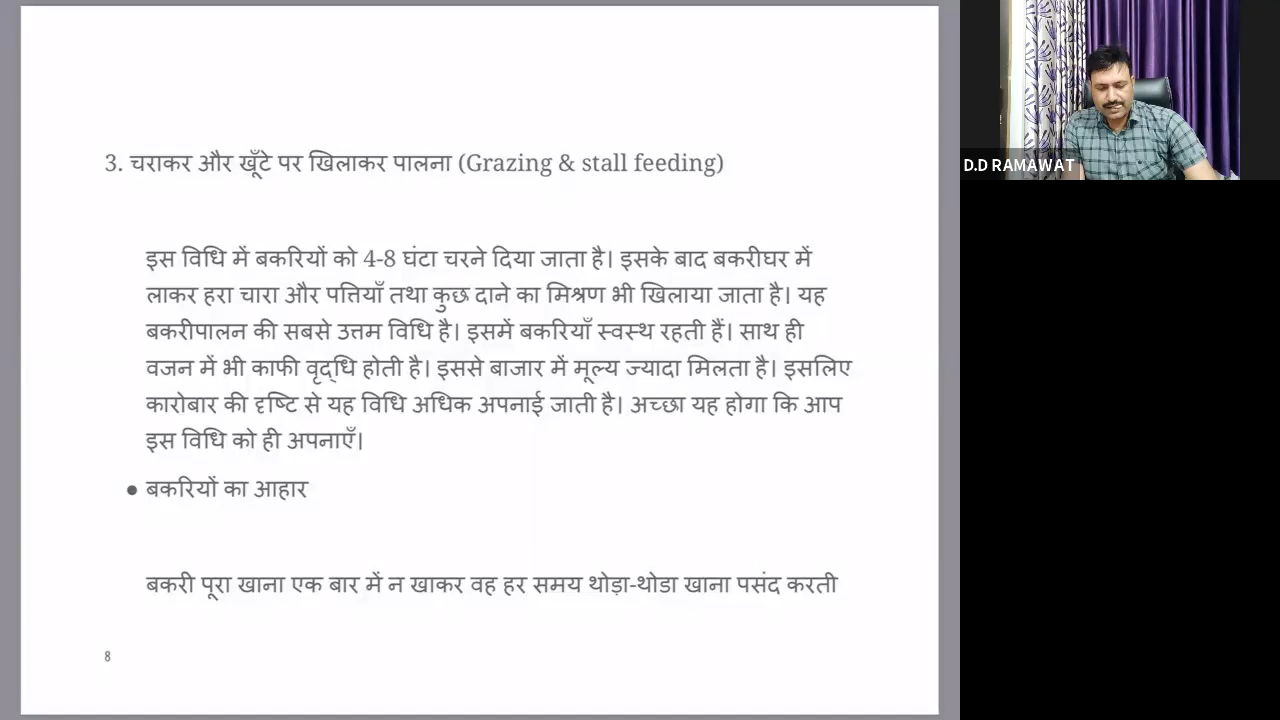 3. चराकर और खूँटे पर खिलाकर पालना (Grazing & stall feeding)
इस विधि में बकरियों को 4-8 घंटा चरने दिया जाता है। इसके बाद बकरीघर में
लाकर हरा चारा और पत्तियाँ तथा कुछ दाने का मिश्रण भी खिलाया जाता है। यह
बकरीपालन की सबसे उत्तम विधि है। इसमें बकरियाँ स्वस्थ रहती हैं। साथ ही
वजन में भी काफी वृद्धि होती है। इससे बाजार में मूल्य ज्यादा मिलता है। इसलिए
कारोबार की दृष्टि से यह विधि अधिक अपनाई जाती है। अच्छा यह होगा कि आप
इस विधि को ही अपनाएँ।
● बकरियों का आहार
बकरी पूरा खाना एक बार में न खाकर वह हर समय थोड़ा-थोडा खाना पसंद करती
8
D.D RAMAWAT